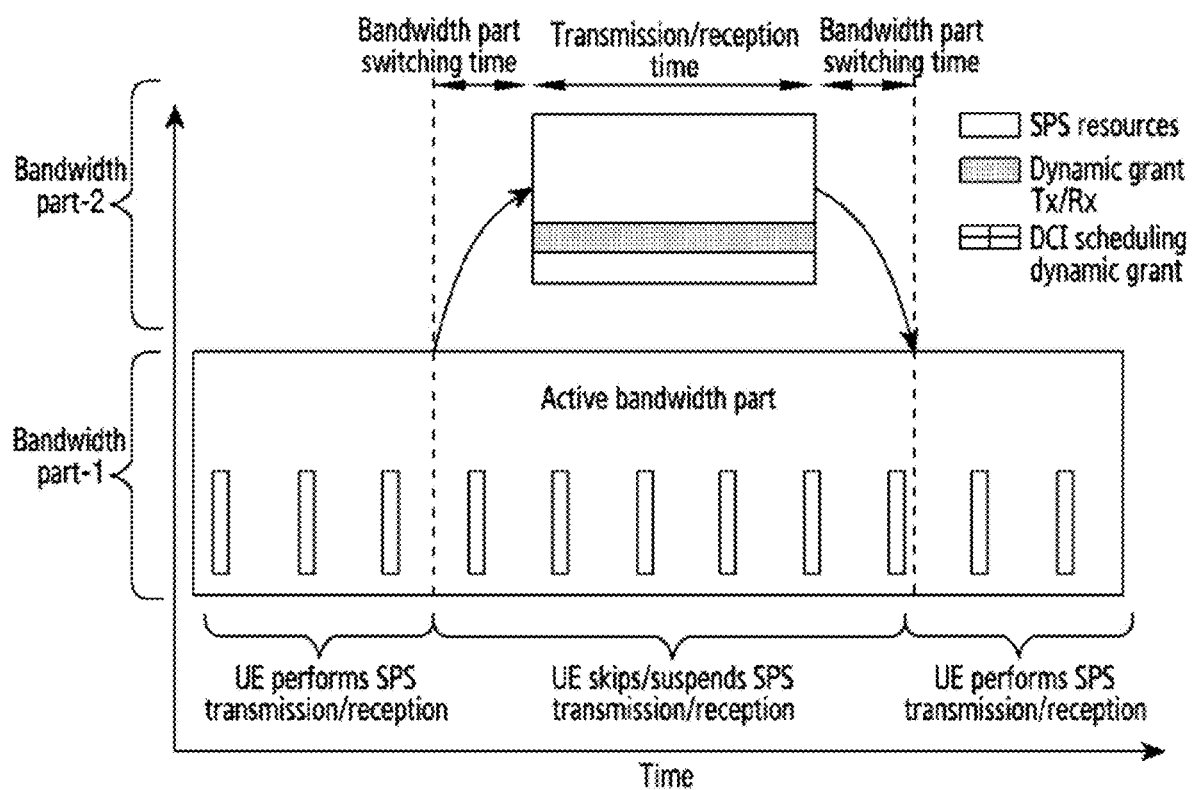 Bandwidth part
switching time
Transmission/reception
time
Bandwidth part
switching time
SPS resources
Dynamic grant
Tx/Rx
DCI scheduling
dynamic grant
Bandwidth
part-2
Active bandwidth part
Bandwidth
part-1
UE performs SPS
transmission/reception
UE skips/suspends SPS
transmission/reception
UE performs SPS
transmission/reception
Time